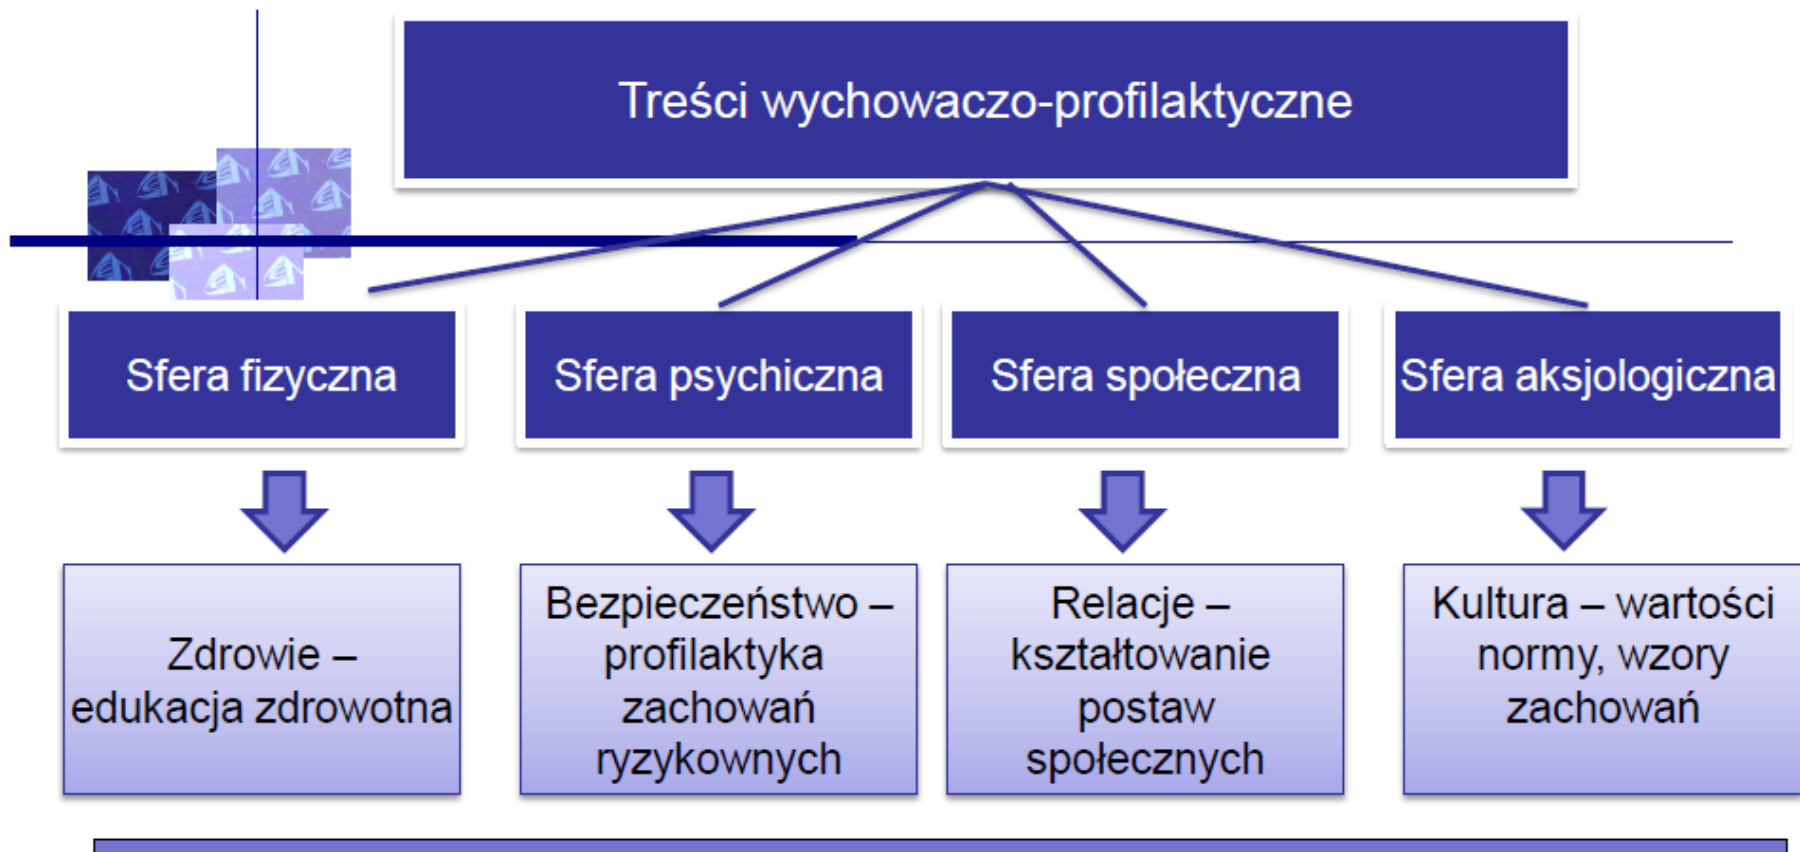 Treści wychowaczo-profilaktyczne
Sfera fizyczna
Sfera psychiczna
Sfera społeczna
Sfera aksjologiczna
Zdrowie –
edukacja zdrowotna
Bezpieczeństwo –
profilaktyka
zachowań
ryzykownych
Relacje –
kształtowanie
postaw
społecznych
Kultura – wartości
normy, wzory
zachowań